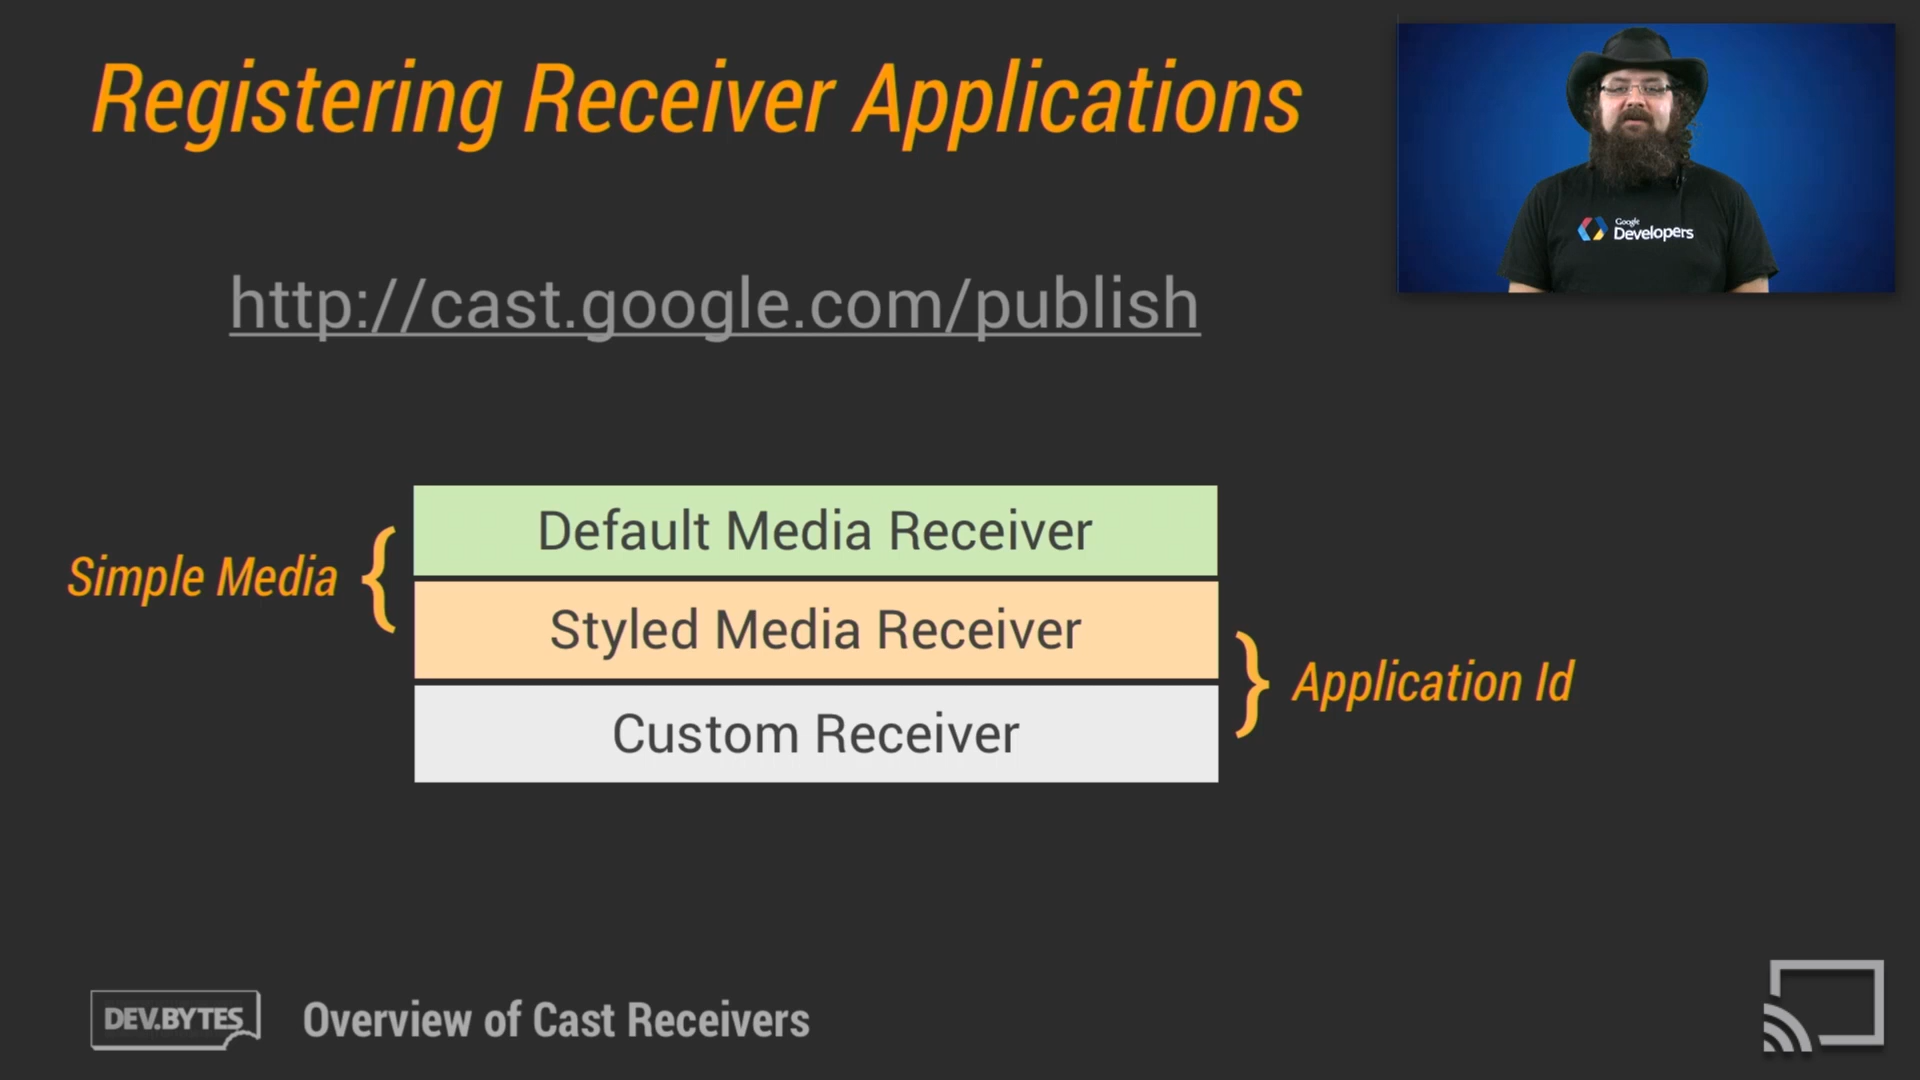 Registering Receiver Applications
Google
Developers
http://cast.google.com/publish
Default Media Receiver
Simple Media
Styled Media Receiver
Application Id
Custom Receiver
DEV.BYTES
Overview of Cast Receivers